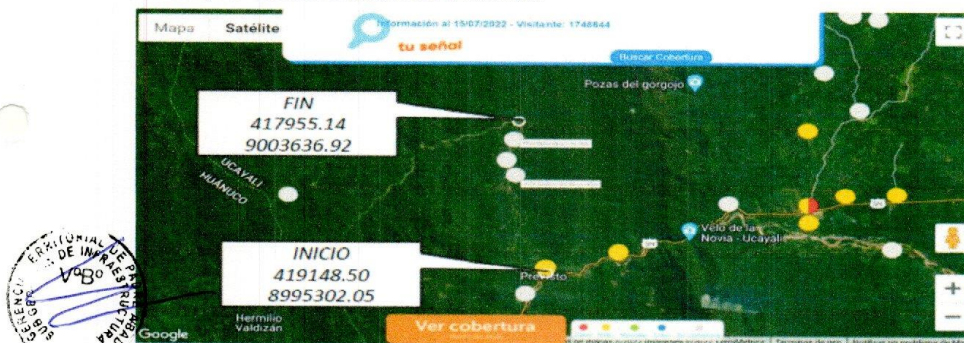 Información al 15/07/2022 - Visitante: 1748644
Mapa Satélite
tu señal
Buscar Cobertura
Pozas del gorgojo
FIN
417955.14
9003636.92
UCAYALI
HUÁNUCO
Velo de la
Novia - Ucayali
INICIO
419148.50
8995302.05
Previsto
V°B°
Hermilio
Valdizán
Google
Ver cobertura